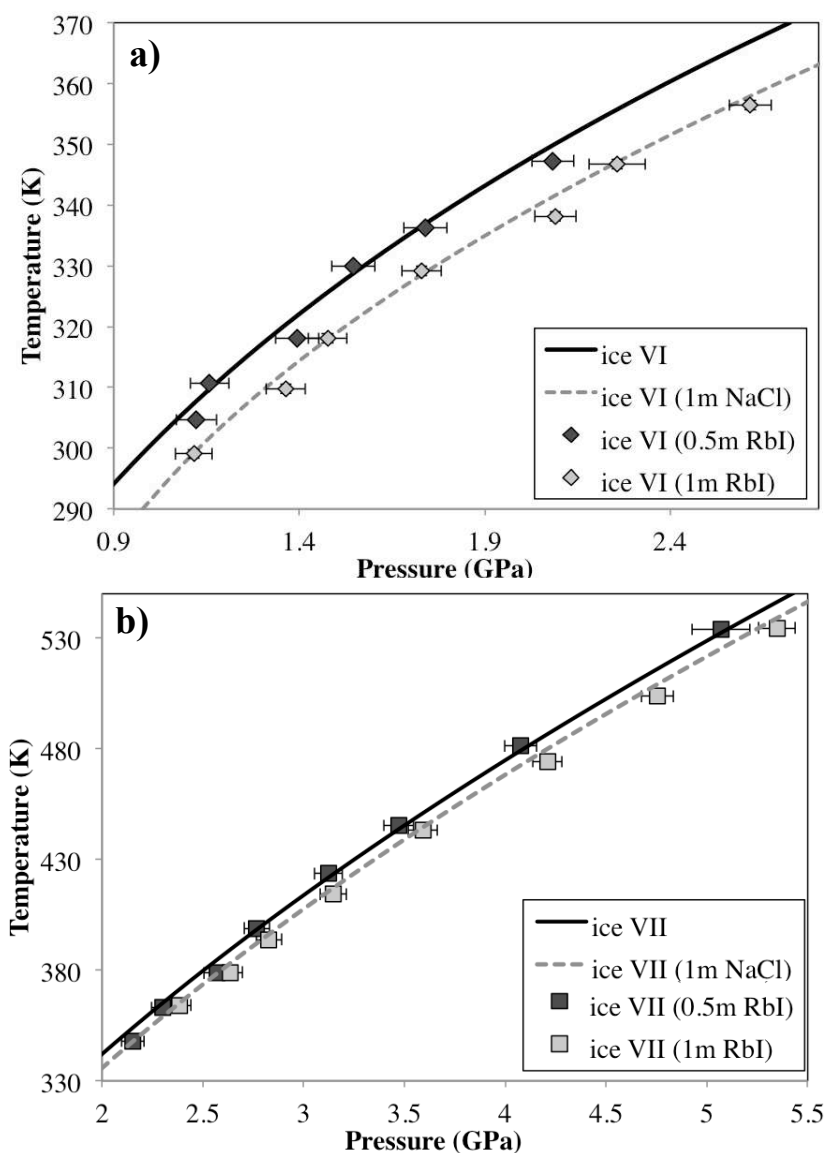 a)
370
360
350
340
330
320
310
300
290
Temperature (K)
ice VI
ice VI (1m NaCl)
ice VI (0.5m RbI)
ice VI (1m RbI)
0.9 1.4 1.9 2.4
Pressure (GPa)
b)
530
480
430
380
330
Temperature (K)
ice VII
ice VII (1m NaCl)
ice VII (0.5m RbI)
ice VII (1m RbI)
2 2.5 3 3.5 4 4.5 5 5.5
Pressure (GPa)